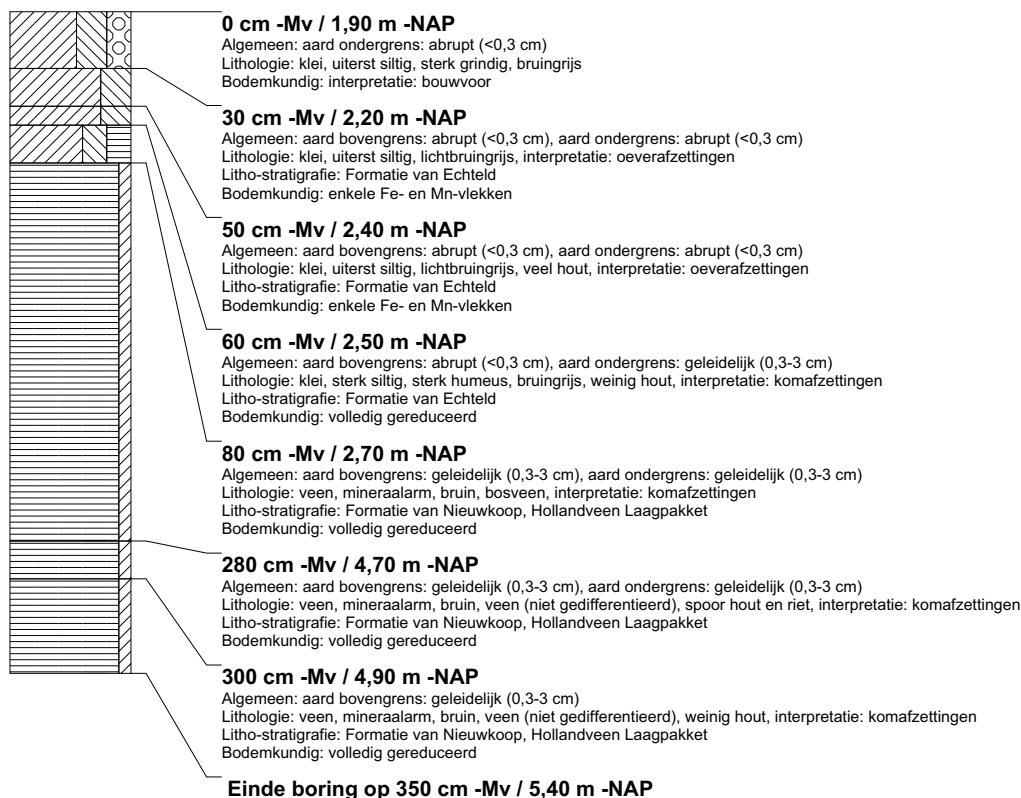 0 cm -Mv / 1,90 m -NAP
Algemeen: aard ondergrens: abrupt (<0,3 cm)
Lithologie: klei, uiterst siltig, sterk grindig, bruingrijs
Bodemkundig: interpretatie: bouwvoor
30 cm -Mv / 2,20 m -NAP
Algemeen: aard bovengrens: abrupt (<0,3 cm), aard ondergrens: abrupt (<0,3 cm)
Lithologie: klei, uiterst siltig, lichtbruingrijs, interpretatie: oeverafzettingen
Litho-stratigrafie: Formatie van Echteld
Bodemkundig: enkele Fe- en Mn-vlekken
50 cm -Mv / 2,40 m -NAP
Algemeen: aard bovengrens: abrupt (<0,3 cm), aard ondergrens: abrupt (<0,3 cm)
Lithologie: klei, uiterst siltig, lichtbruingrijs, veel hout, interpretatie: oeverafzettingen
Litho-stratigrafie: Formatie van Echteld
Bodemkundig: enkele Fe- en Mn-vlekken
60 cm -Mv / 2,50 m -NAP
Algemeen: aard bovengrens: abrupt (<0,3 cm), aard ondergrens: geleidelijk (0,3-3 cm)
Lithologie: klei, sterk siltig, sterk humeus, bruingrijs, weinig hout, interpretatie: komafzettingen
Litho-stratigrafie: Formatie van Echteld
Bodemkundig: volledig gereduceerd
80 cm -Mv / 2,70 m -NAP
Algemeen: aard bovengrens: geleidelijk (0,3-3 cm), aard ondergrens: geleidelijk (0,3-3 cm)
Lithologie: veen, mineraalarm, bruin, bosveen, interpretatie: komafzettingen
Litho-stratigrafie: Formatie van Nieuwkoop, Hollandveen Laagpakket
Bodemkundig: volledig gereduceerd
280 cm -Mv / 4,70 m -NAP
Algemeen: aard bovengrens: geleidelijk (0,3-3 cm), aard ondergrens: geleidelijk (0,3-3 cm)
Lithologie: veen, mineraalarm, bruin, veen (niet gedifferentieerd), spoor hout en riet, interpretatie: komafzettingen
Litho-stratigrafie: Formatie van Nieuwkoop, Hollandveen Laagpakket
Bodemkundig: volledig gereduceerd
300 cm -Mv / 4,90 m -NAP
Algemeen: aard bovengrens: geleidelijk (0,3-3 cm)
Lithologie: veen, mineraalarm, bruin, veen (niet gedifferentieerd), weinig hout, interpretatie: komafzettingen
Litho-stratigrafie: Formatie van Nieuwkoop, Hollandveen Laagpakket
Bodemkundig: volledig gereduceerd
Einde boring op 350 cm -Mv / 5,40 m -NAP